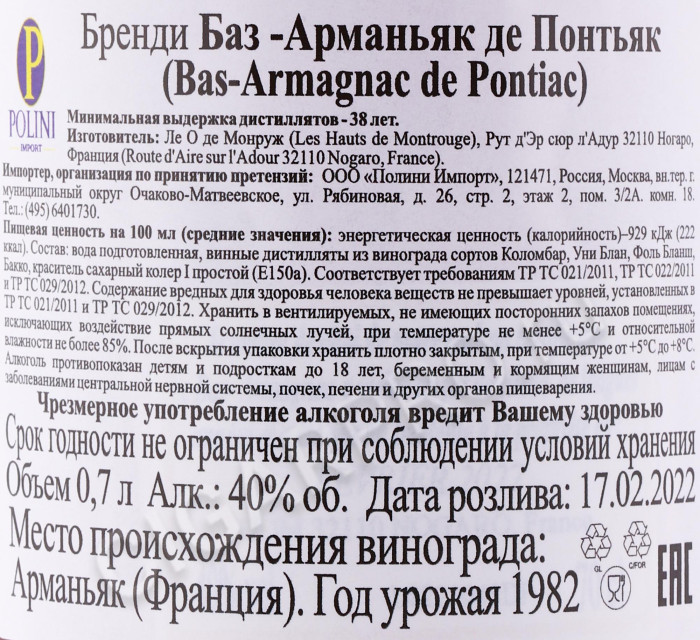 Бренди Баз -Арманьяк де Понтьяк
(Bas-Armagnac de Pontiac)
P
POLINI
IMPORT
Минимальная выдержка дистиллятов - 38 лет.
Изготовитель: Ле О де Монруж (Les Hauts de Montrouge), Рут д'Эр сюр л'Адур 32110 Ногаро,
Франция (Route d'Aire sur l'Adour 32110 Nogaro, France).
Импортер, организация по принятию претензий: ООО «Полини Импорт», 121471, Россия, Москва, вн.тер. г.
муниципальный округ Очаково-Матвеевское, ул. Рябиновая, д. 26, стр. 2, этаж 2, пом. 3/2А. комн. 18.
Тел.: (495) 6401730.
Пищевая ценность на 100 мл (средние значения): энергетическая ценность (калорийность)–929 кДж (222
ккал). Состав: вода подготовленная, винные дистилляты из винограда сортов Коломбар, Уни Блан, Фоль Бланш,
Бакко, краситель сахарный колер I простой (Е150а). Соответствует требованиям ТР ТС 021/2011, ТР ТС 022/2011
и ТР ТС 029/2012. Содержание вредных для здоровья человека веществ не превышает уровней, установленных в
ТР ТС 021/2011 и ТР ТС 029/2012. Хранить в вентилируемых, не имеющих посторонних запахов помещениях,
исключающих воздействие прямых солнечных лучей, при температуре не менее +5°С и относительной
влажности не более 85%. После вскрытия упаковки хранить плотно закрытым, при температуре от +5°С до +8°С.
Алкоголь противопоказан детям и подросткам до 18 лет, беременным и кормящим женщинам, лицам с
заболеваниями центральной нервной системы, почек, печени и других органов пищеварения.
Чрезмерное употребление алкоголя вредит Вашему здоровью
Срок годности не ограничен при соблюдении условий хранения
Объем 0,7 л Алк.: 40% об. Дата розлива: 17.02.2022
Место происхождения винограда:
Арманьяк (Франция). Год урожая 1982
GL
C/FOR
EAC